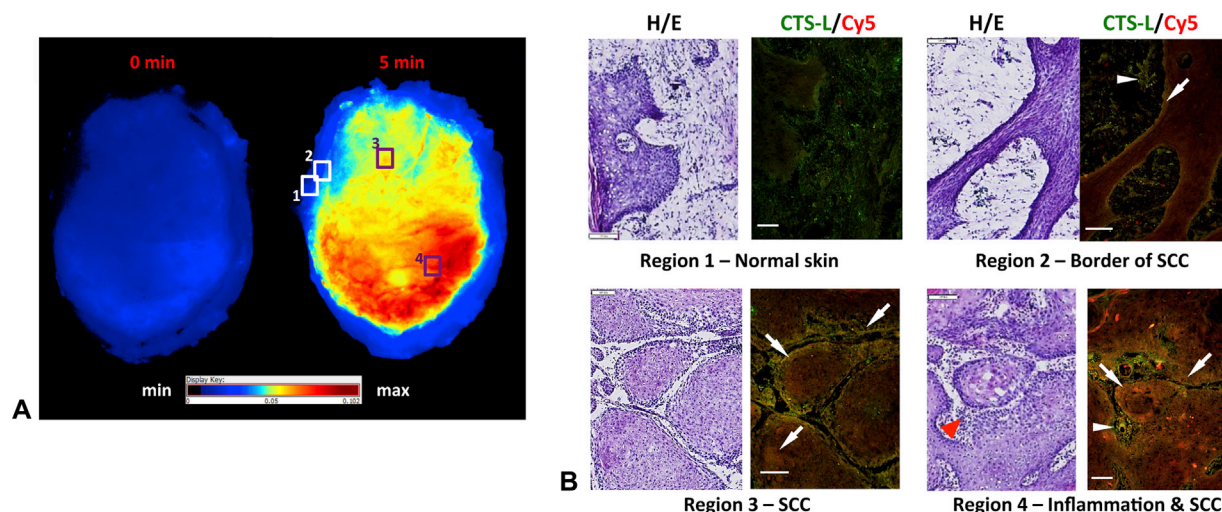 0 min
5 min
1
2
3
4
Display Key:
min
max
0
0.05
0.102
A
H/E
CTS-L/Cy5
H/E
CTS-L/Cy5
Region 1 – Normal skin
Region 2 – Border of SCC
Region 3 – SCC
Region 4 – Inflammation & SCC
B